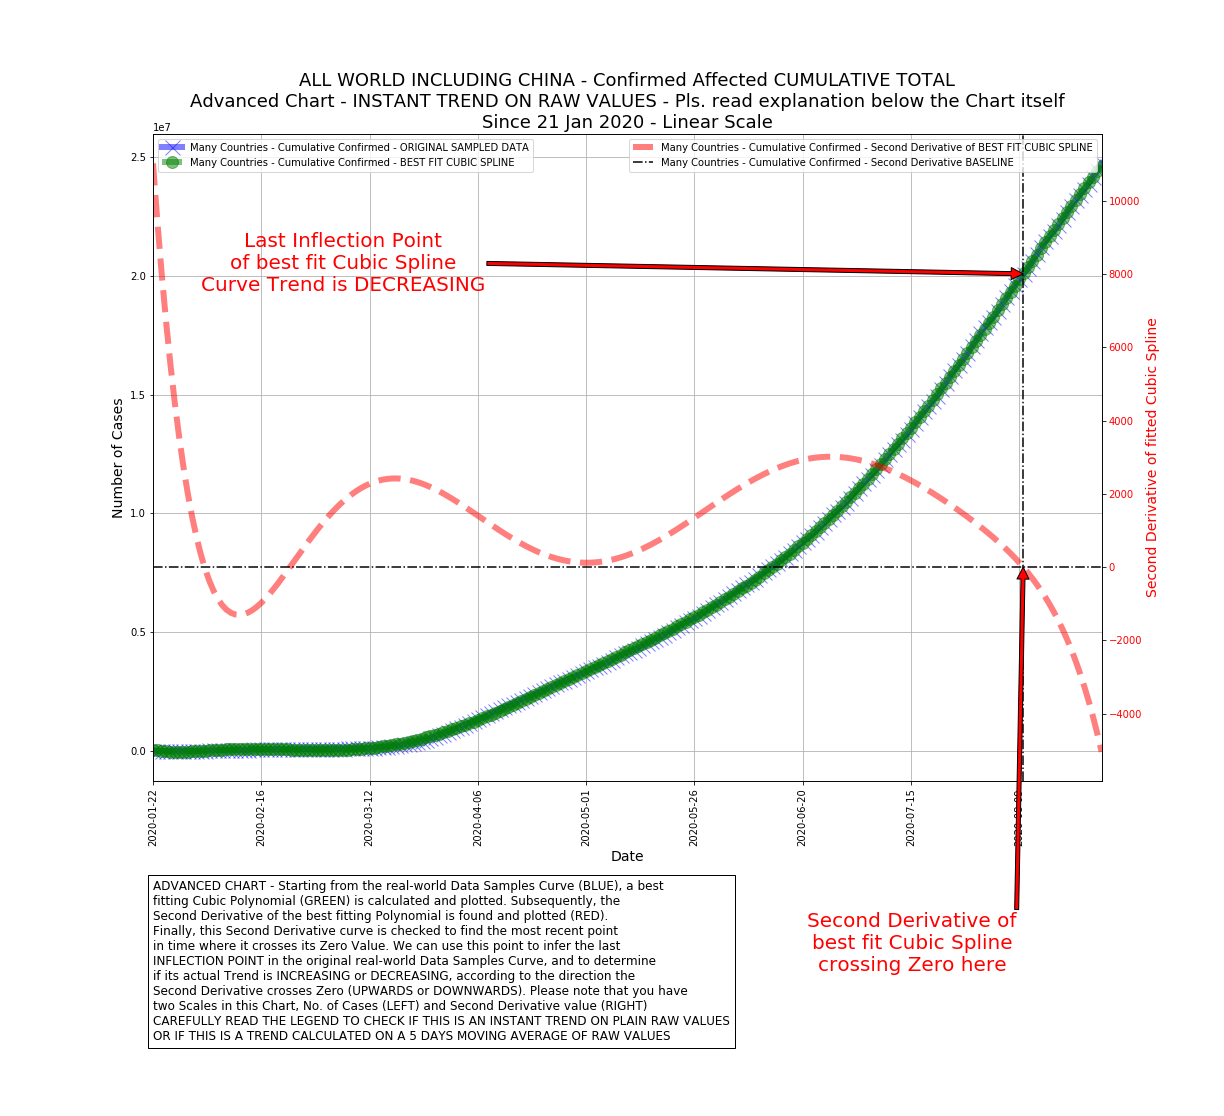 ALL WORLD INCLUDING CHINA - Confirmed Affected CUMULATIVE TOTAL
Advanced Chart - INSTANT TREND ON RAW VALUES - Pls. read explanation below the Chart itself
Since 21 Jan 2020 - Linear Scale
1e7
Many Countries - Cumulative Confirmed - ORIGINAL SAMPLED DATA
Many Countries - Cumulative Confirmed - BEST FIT CUBIC SPLINE
Many Countries - Cumulative Confirmed - Second Derivative of BEST FIT CUBIC SPLINE
Many Countries - Cumulative Confirmed - Second Derivative BASELINE
Last Inflection Point
of best fit Cubic Spline
Curve Trend is DECREASING
Number of Cases
2.5
2.0
1.5
1.0
0.5
0.0
10000
8000
6000
4000
2000
0
−2000
−4000
Second Derivative of fitted Cubic Spline
2020-01-22
2020-02-16
2020-03-12
2020-04-06
2020-05-01
2020-05-26
2020-06-20
2020-07-15
2020-08-09
Date
Second Derivative of
best fit Cubic Spline
crossing Zero here
ADVANCED CHART - Starting from the real-world Data Samples Curve (BLUE), a best
fitting Cubic Polynomial (GREEN) is calculated and plotted. Subsequently, the
Second Derivative of the best fitting Polynomial is found and plotted (RED).
Finally, this Second Derivative curve is checked to find the most recent point
in time where it crosses its Zero Value. We can use this point to infer the last
INFLECTION POINT in the original real-world Data Samples Curve, and to determine
if its actual Trend is INCREASING or DECREASING, according to the direction the
Second Derivative crosses Zero (UPWARDS or DOWNWARDS). Please note that you have
two Scales in this Chart, No. of Cases (LEFT) and Second Derivative value (RIGHT)
CAREFULLY READ THE LEGEND TO CHECK IF THIS IS AN INSTANT TREND ON PLAIN RAW VALUES
OR IF THIS IS A TREND CALCULATED ON A 5 DAYS MOVING AVERAGE OF RAW VALUES